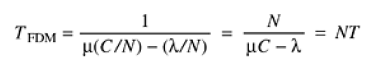 T_FDM = 1 / (μ(C/N) − (λ/N)) = N / (μC − λ) = NT